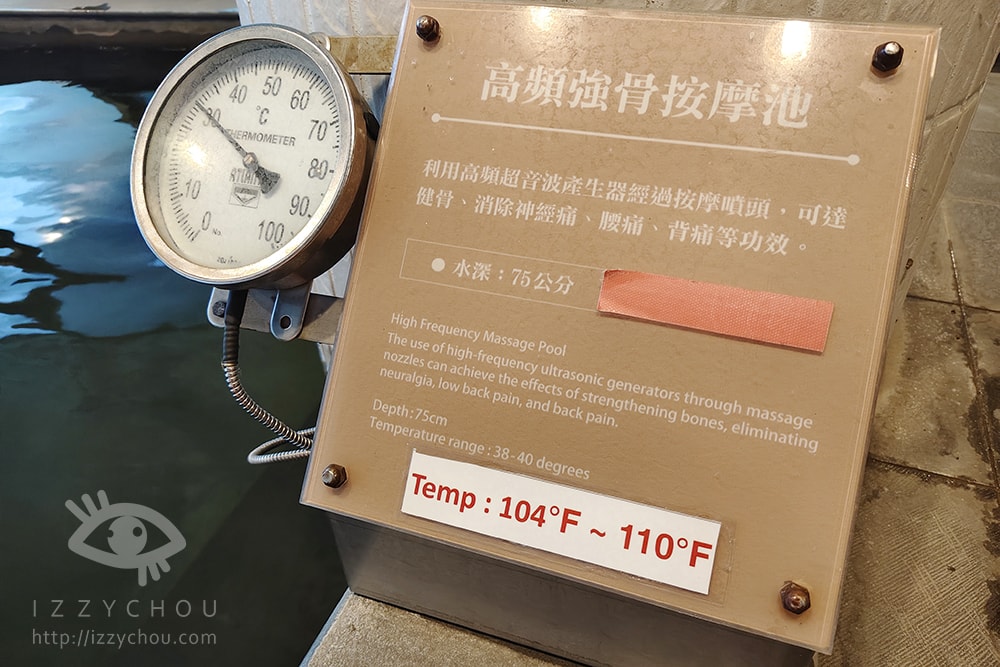 高頻強骨按摩池
利用高頻超音波產生器經過按摩噴頭，可達
健骨、消除神經痛、腰痛、背痛等功效。
●水深：75公分
High Frequency Massage Pool
The use of high-frequency ultrasonic generators through massage
nozzles can achieve the effects of strengthening bones, eliminating
neuralgia, low back pain, and back pain.
Depth:75cm
Temperature range : 38-40 degrees
Temp : 104°F ~ 110°F
0 10 30 40 50 60 70 80 90 100
°C
THERMOMETER
No.
IZZYCHOU
http://izzychou.com